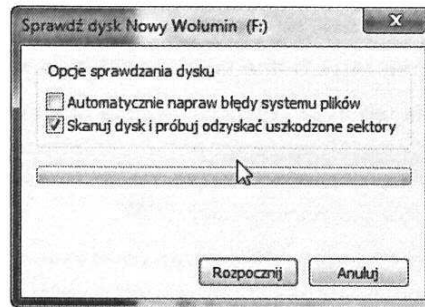 Sprawdź dysk Nowy Wolumin (F:)
Opcje sprawdzania dysku
Automatycznie napraw błędy systemu plików
Skanuj dysk i próbuj odzyskać uszkodzone sektory
Rozpocznij
Anuluj